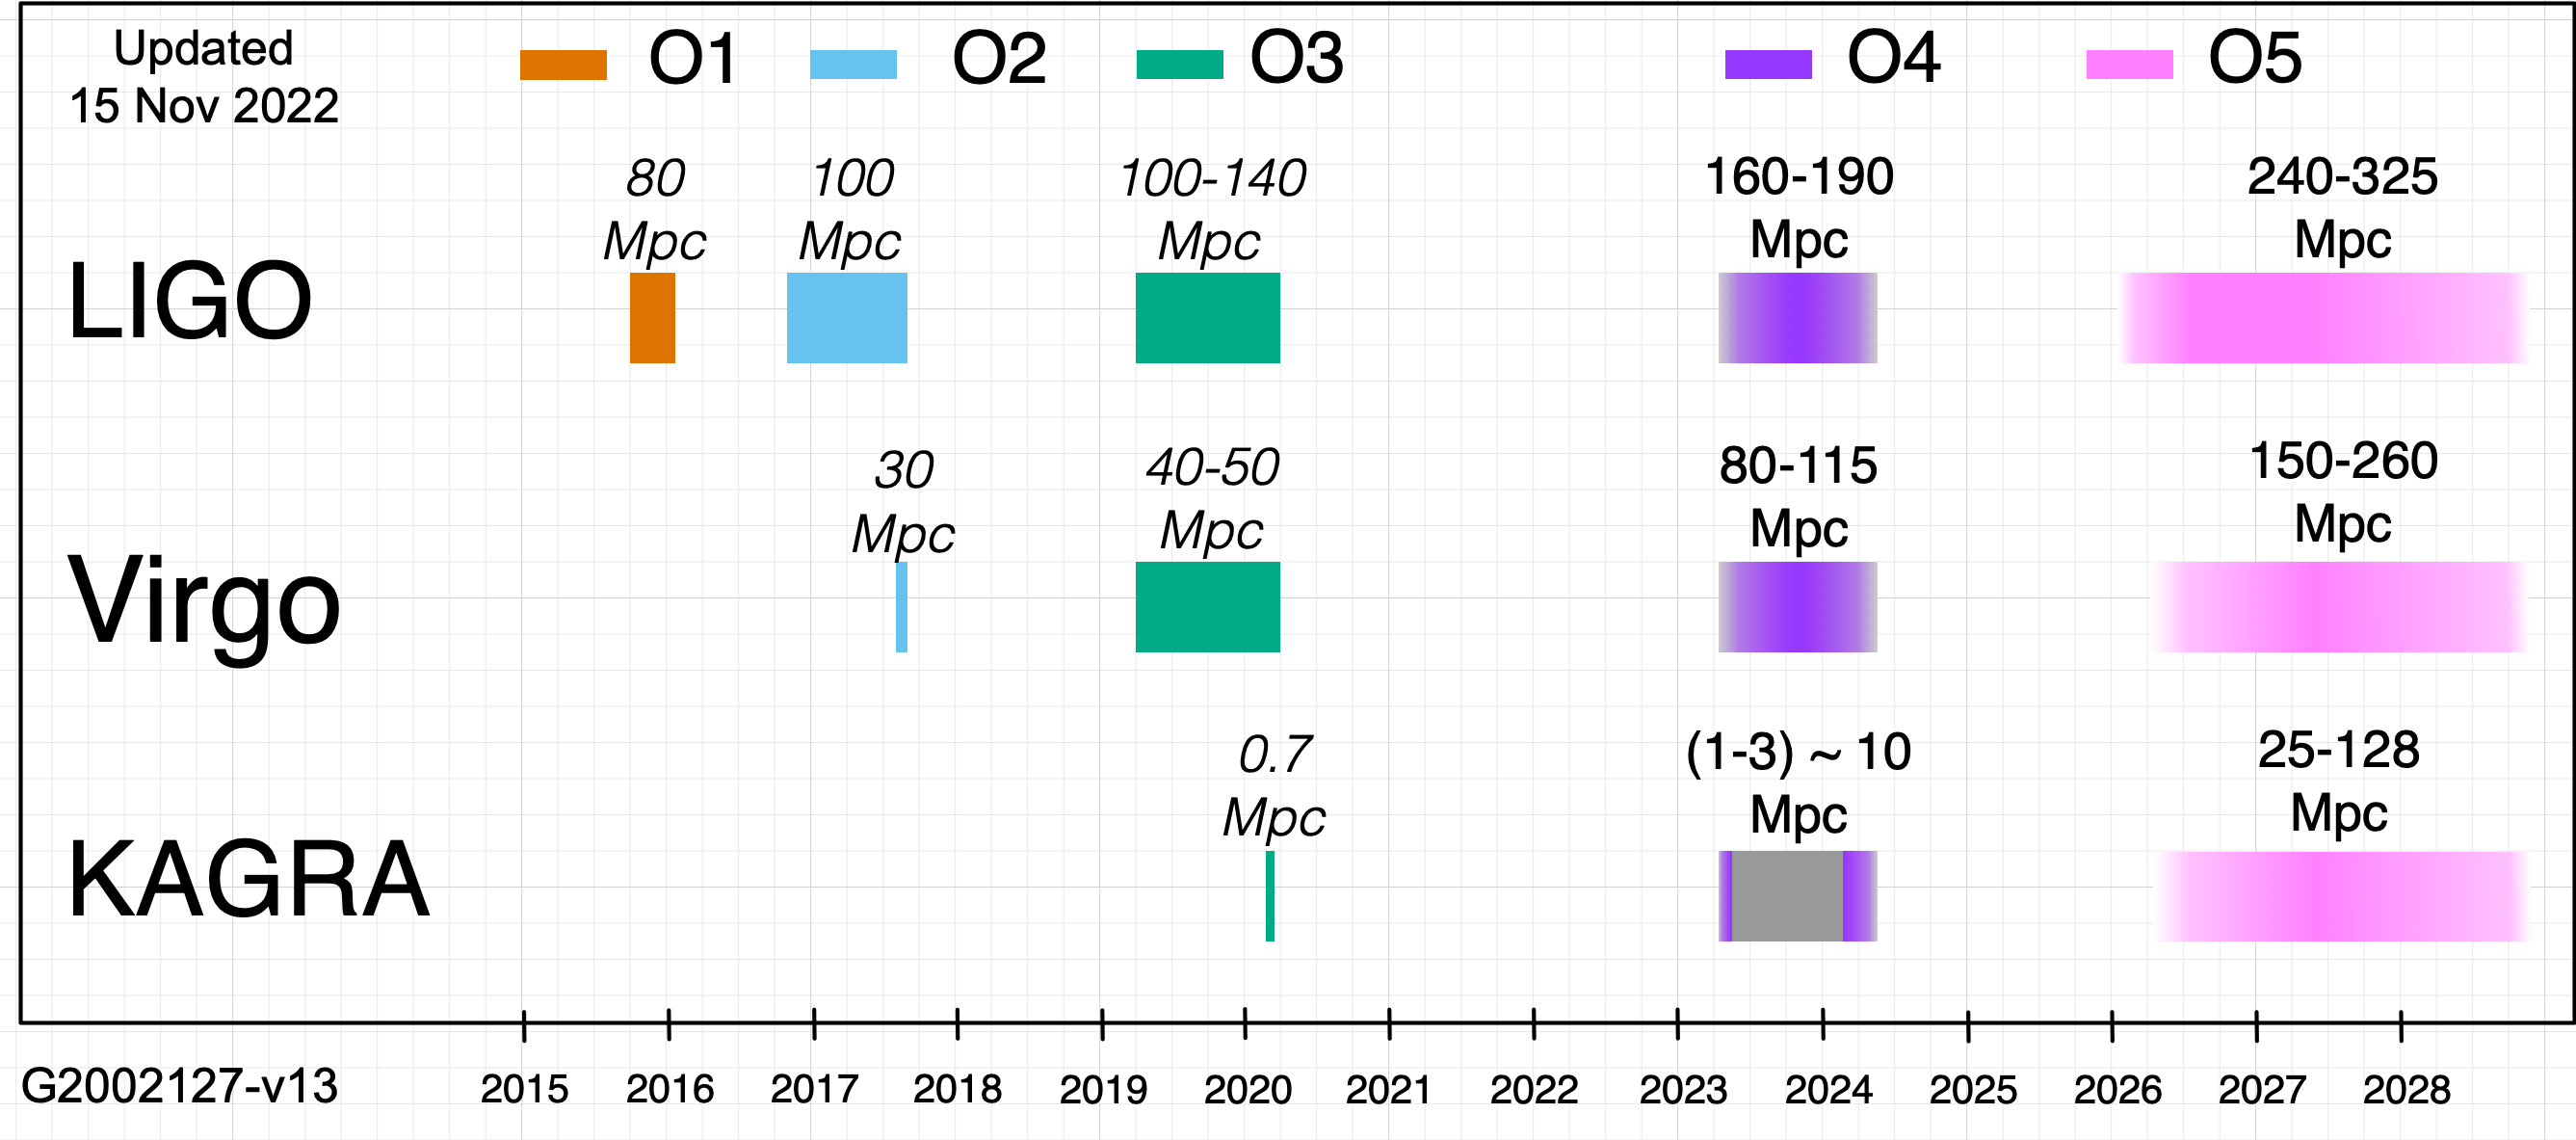 Updated
15 Nov 2022
O1 O2 O3 O4 O5
80 100 100-140 160-190 240-325
Mpc Mpc Mpc Mpc Mpc
LIGO
30 40-50 80-115 150-260
Mpc Mpc Mpc Mpc
Virgo
0.7 (1-3) ~ 10 25-128
Mpc Mpc Mpc
KAGRA
G2002127-v13 2015 2016 2017 2018 2019 2020 2021 2022 2023 2024 2025 2026 2027 2028